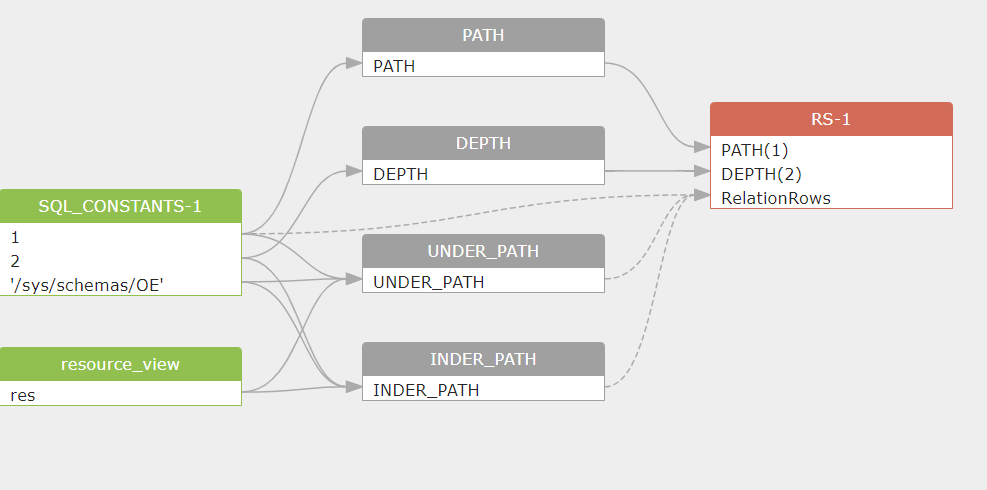 PATH
PATH
DEPTH
DEPTH
SQL_CONSTANTS-1
1
2
'/sys/schemas/OE'
resource_view
res
UNDER_PATH
UNDER_PATH
INDER_PATH
INDER_PATH
RS-1
PATH(1)
DEPTH(2)
RelationRows